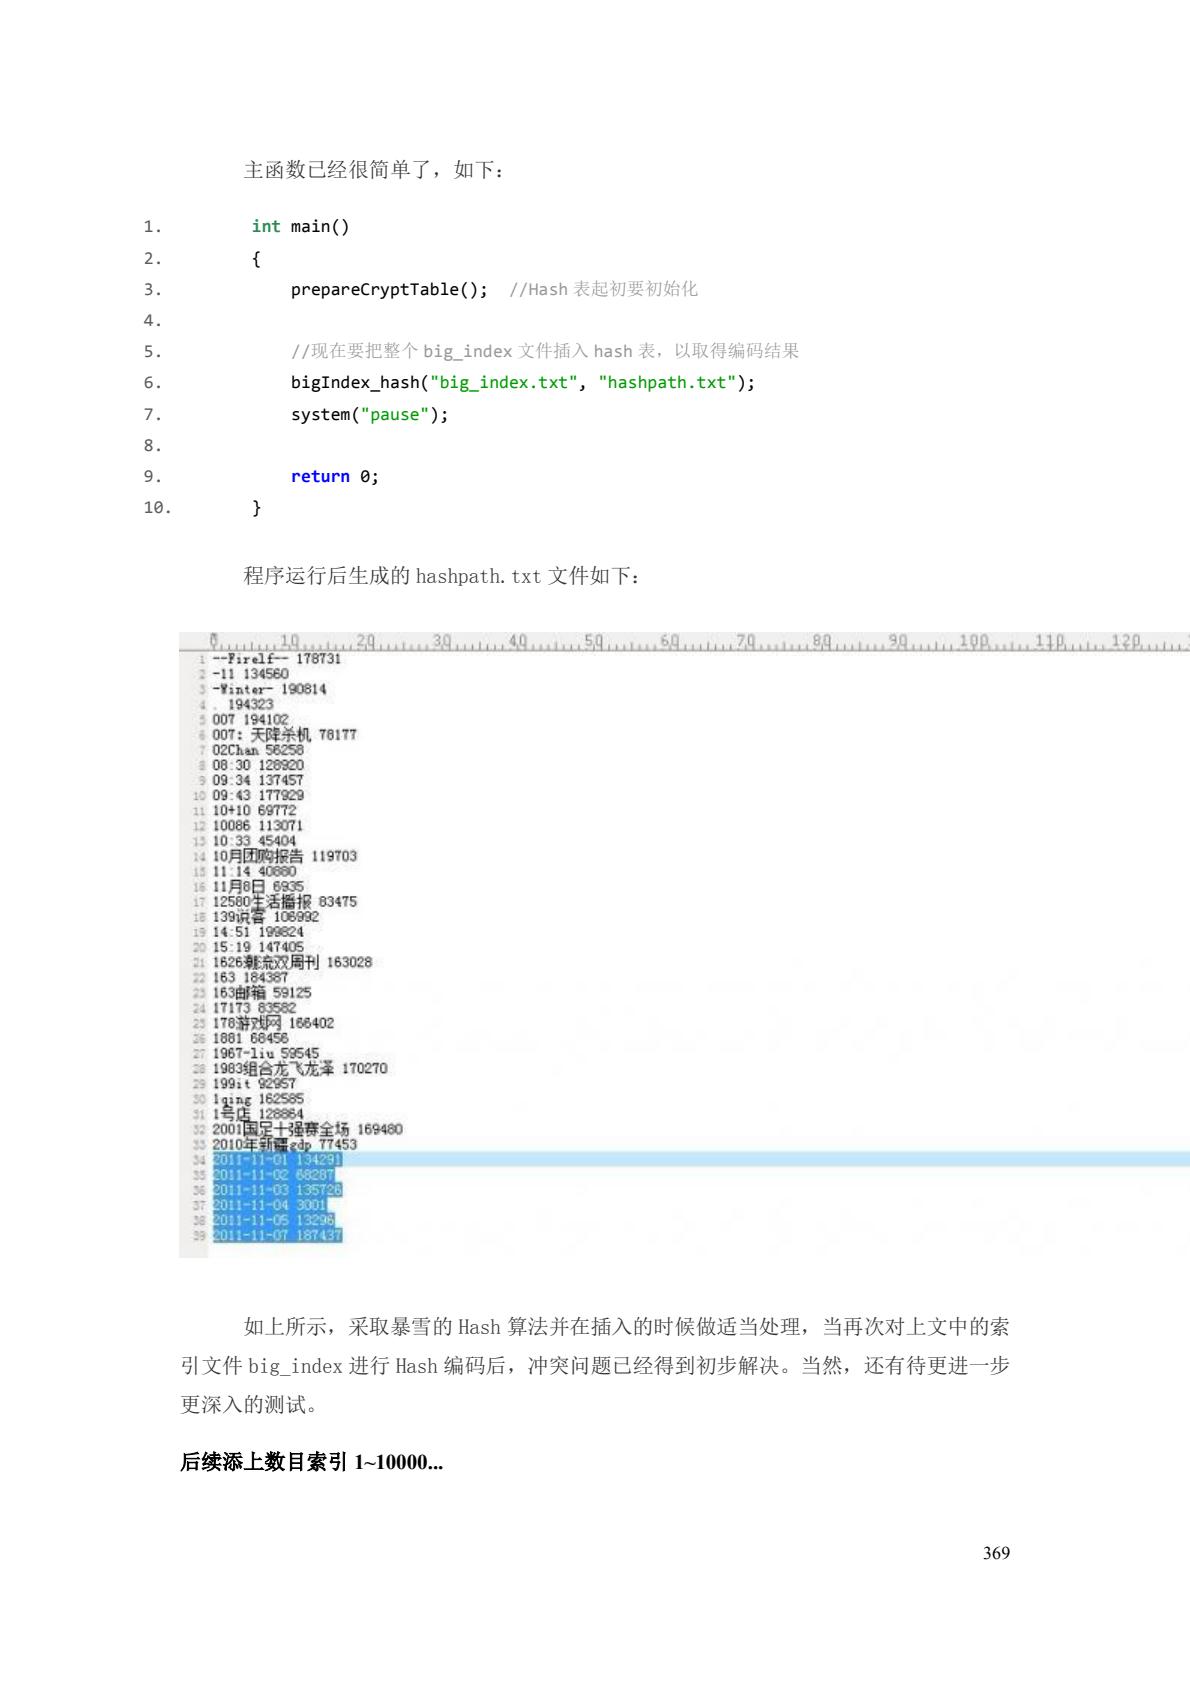 主函数已经很简单了，如下：
1. int main()
2. {
3. prepareCryptTable(); //Hash 表起初要初始化
4.
5. //现在要把整个 big_index 文件插入 hash 表，以取得编码结果
6. bigIndex_hash("big_index.txt", "hashpath.txt");
7. system("pause");
8.
9. return 0;
10. }
程序运行后生成的 hashpath.txt 文件如下：
0 10 20 30 40 50 60 70 80 90 100 110 120
1 --Firelf-- 178731
2 -11 134560
3 -Winter- 190814
4 . 194323
5 007 194102
6 007：天降杀机 78177
7 02Chan 56258
8 08:30 128920
9 09:34 137457
10 09:43 177929
11 10+10 69772
12 10086 113071
13 10:33 45404
14 10月团购报告 119703
15 11:14 40880
16 11月8日 6935
17 12580生活播报 83475
18 139说客 106992
19 14:51 199824
20 15:19 147405
21 1626潮流双周刊 163028
22 163 184387
23 163邮箱 59125
24 17173 83582
25 178游戏网 166402
26 1881 68456
27 1967-liu 59545
28 1983组合龙飞龙泽 170270
29 199it 92957
30 1qing 162585
31 1号店 128864
32 2001国足十强赛全场 169480
33 2010年新疆gdp 77453
34 2011-11-01 134291
35 2011-11-02 68287
36 2011-11-03 135726
37 2011-11-04 3001
38 2011-11-05 13296
39 2011-11-07 187437
如上所示，采取暴雪的 Hash 算法并在插入的时候做适当处理，当再次对上文中的索
引文件 big_index 进行 Hash 编码后，冲突问题已经得到初步解决。当然，还有待更进一步
更深入的测试。
后续添上数目索引 1~10000...
369